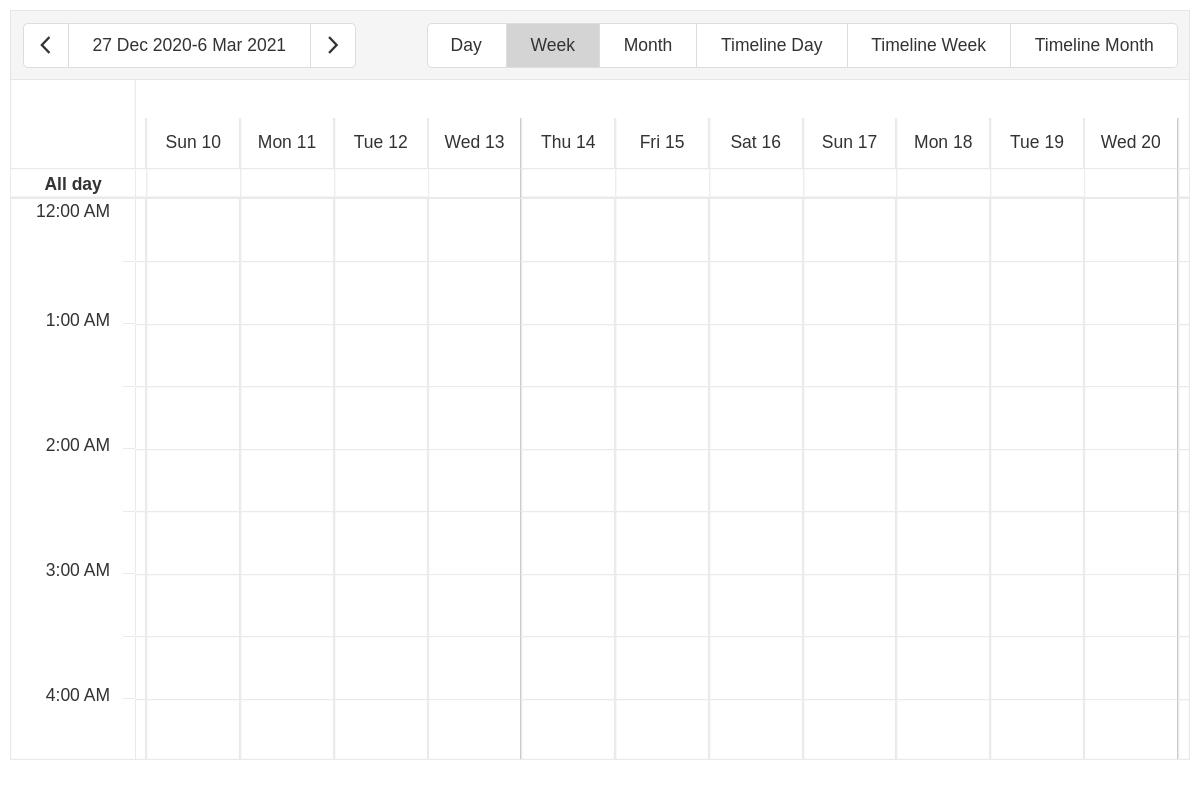 27 Dec 2020-6 Mar 2021 Day Week Month Timeline Day Timeline Week Timeline Month
Sun 10 Mon 11 Tue 12 Wed 13 Thu 14 Fri 15 Sat 16 Sun 17 Mon 18 Tue 19 Wed 20
All day
12:00 AM
1:00 AM
2:00 AM
3:00 AM
4:00 AM